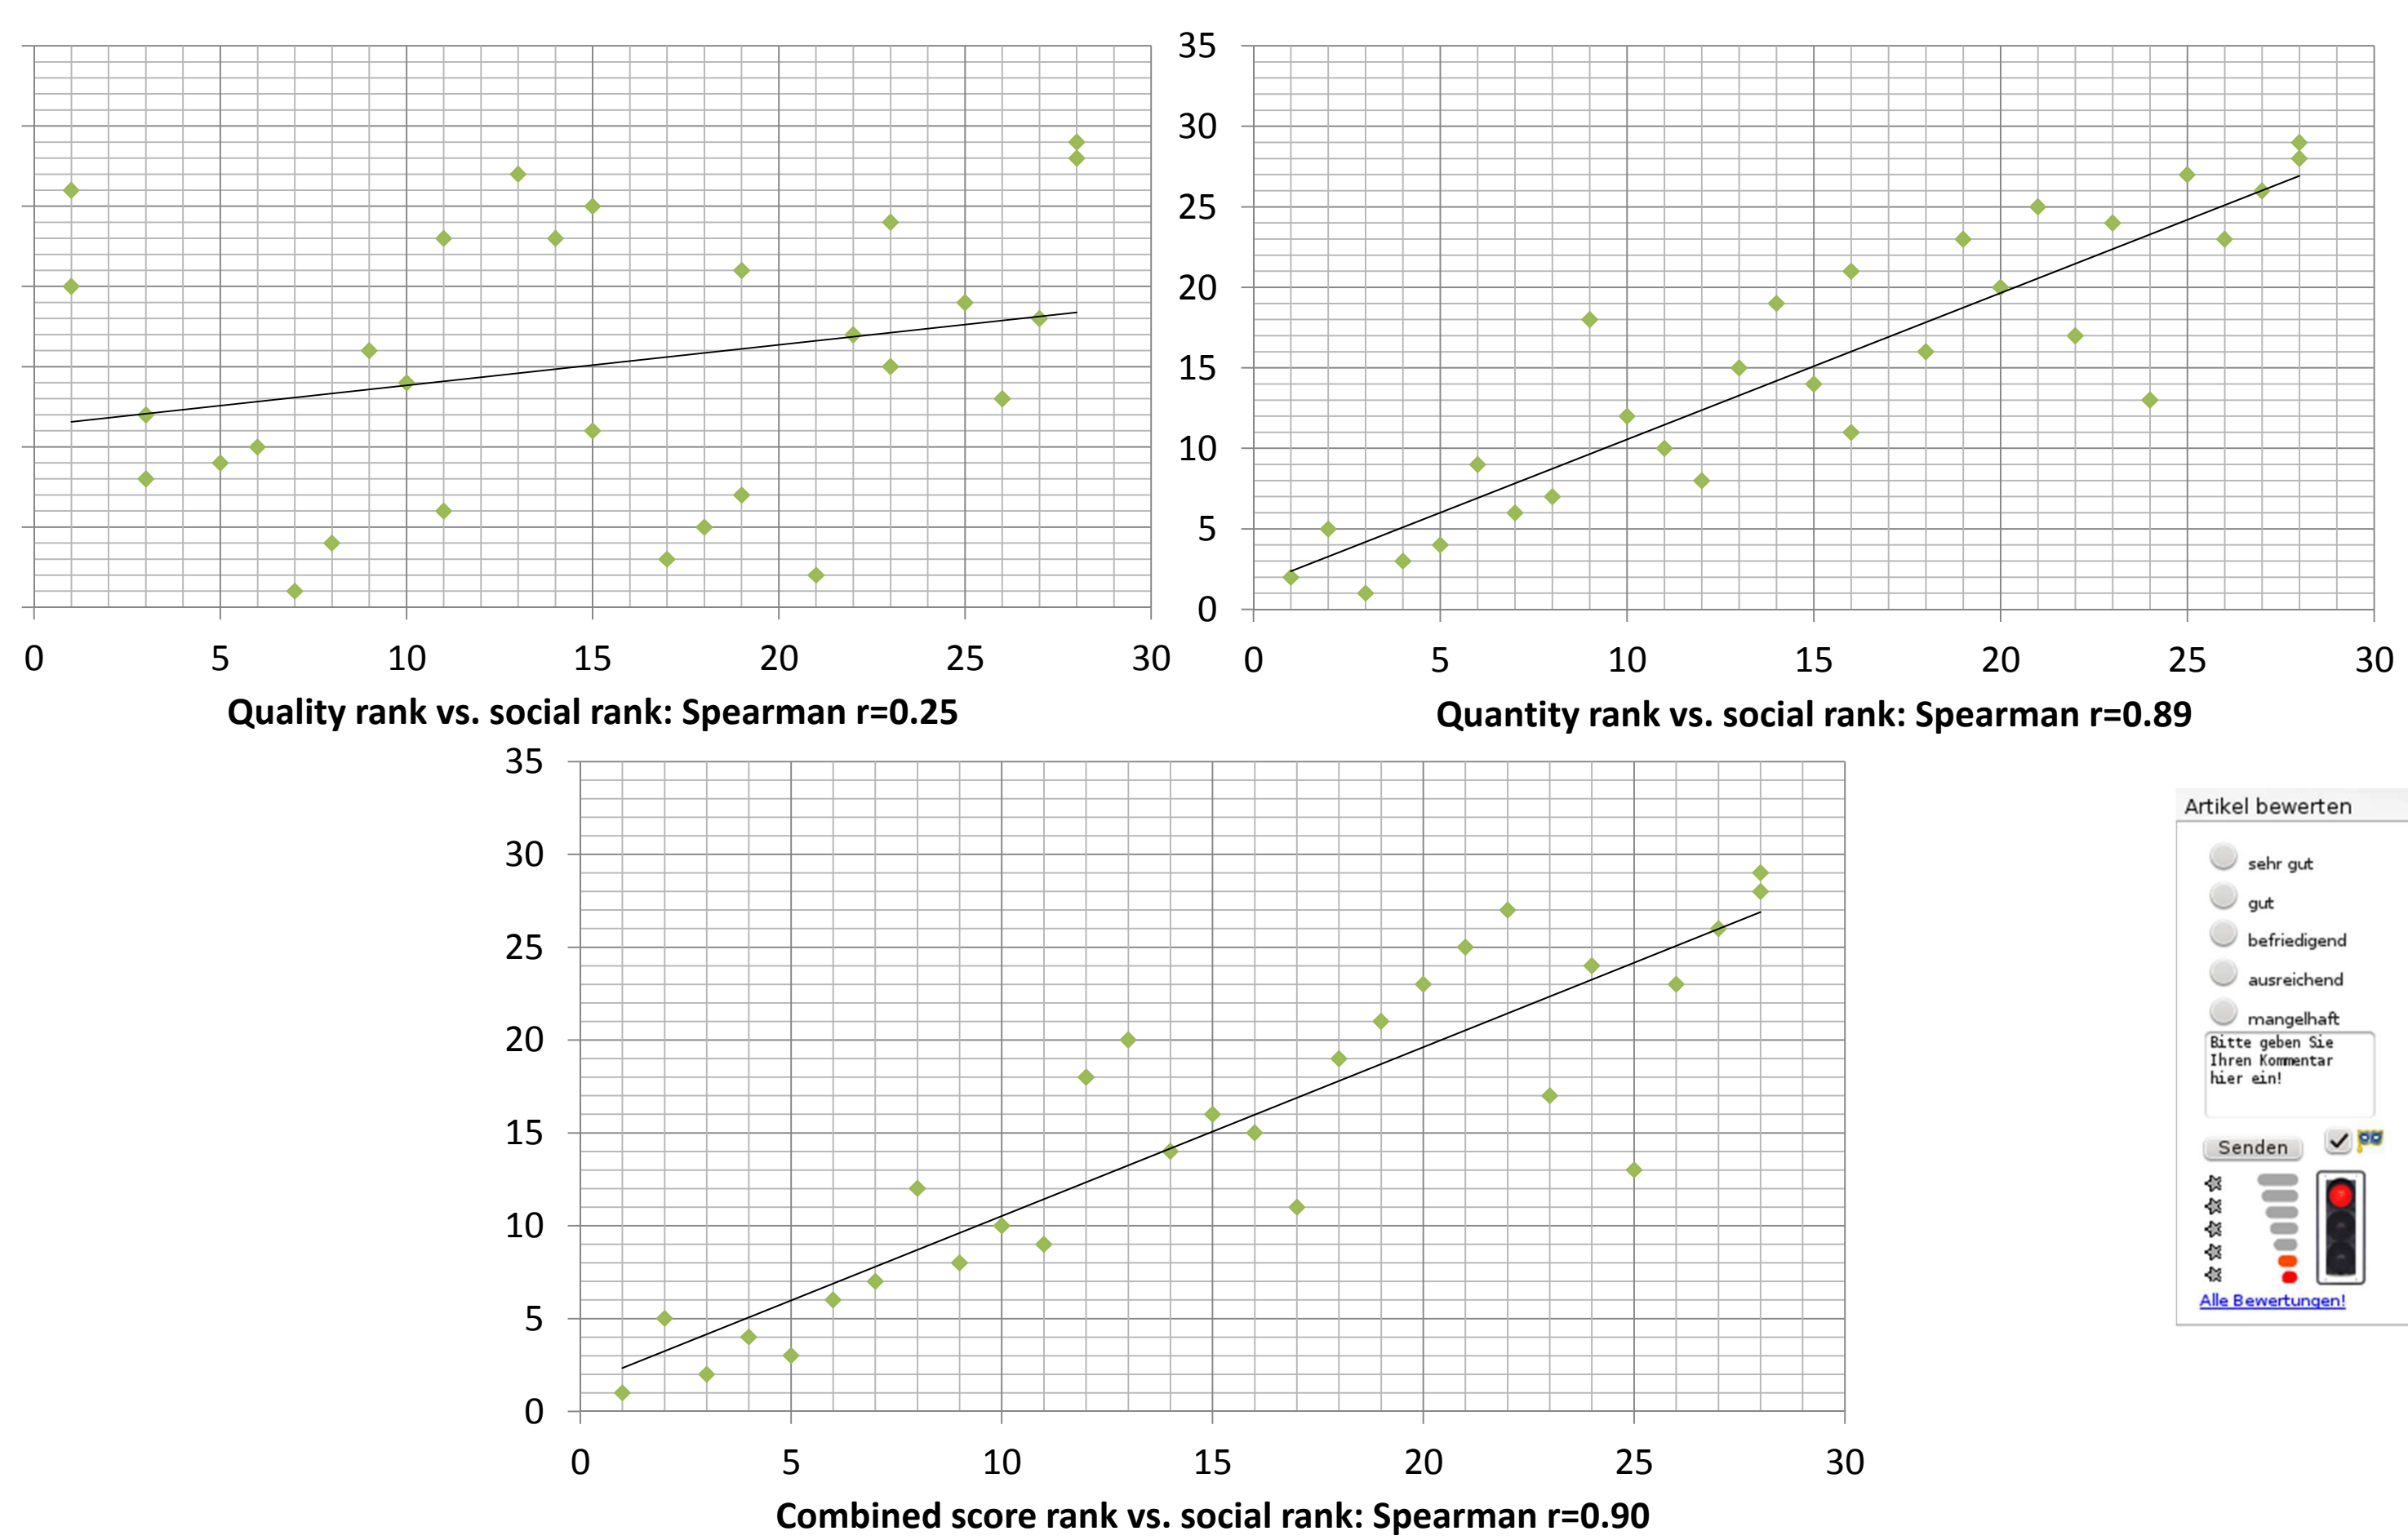 35
30
25
20
15
10
5
0
0 5 10 15 20 25 30
0 5 10 15 20 25 30
Quality rank vs. social rank: Spearman r=0.25
Quantity rank vs. social rank: Spearman r=0.89
35
30
25
20
15
10
5
0
0 5 10 15 20 25 30
Combined score rank vs. social rank: Spearman r=0.90
Artikel bewerten
sehr gut
gut
befriedigend
ausreichend
mangelhaft
Bitte geben Sie
Ihren Kommentar
hier ein!
Senden
Alle Bewertungen!